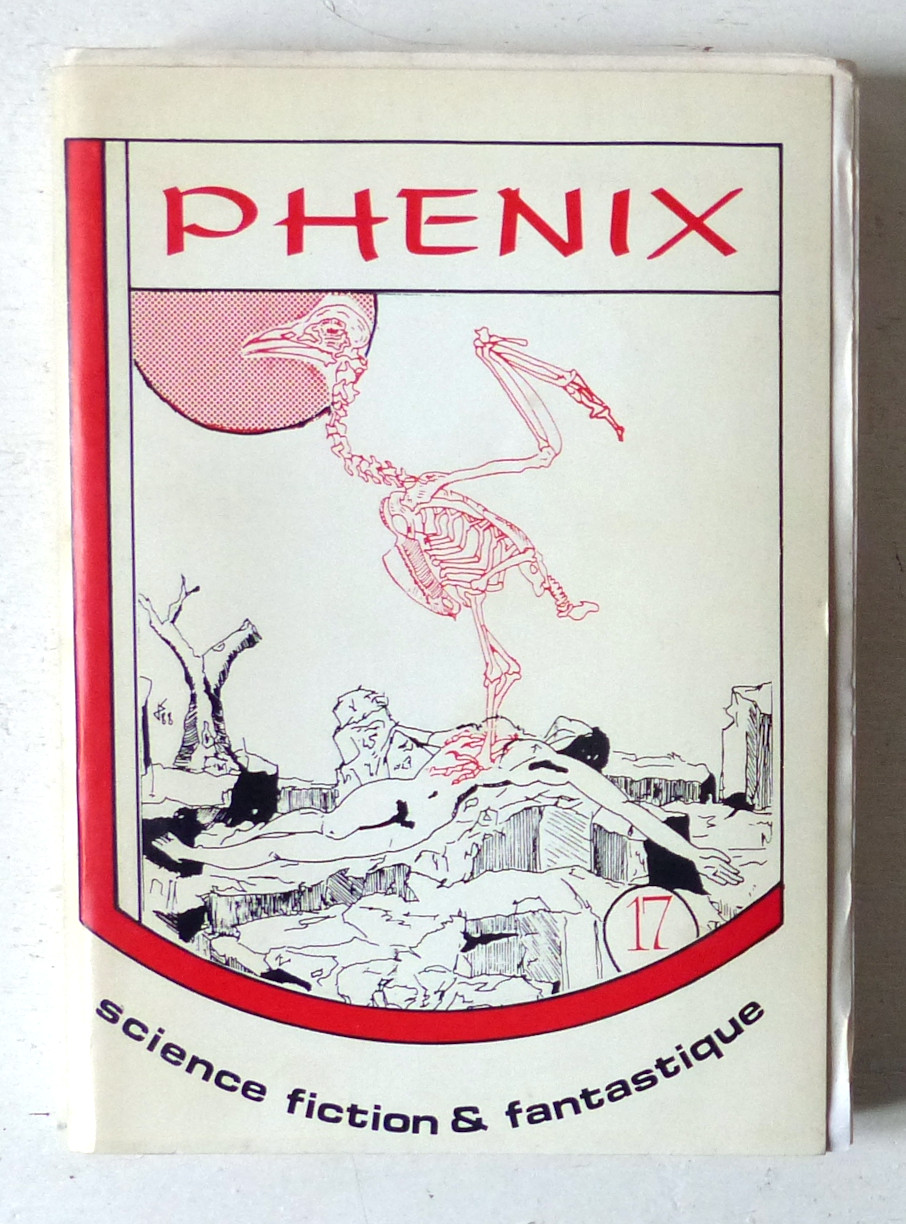 PHENIX
17
science fiction & fantastique